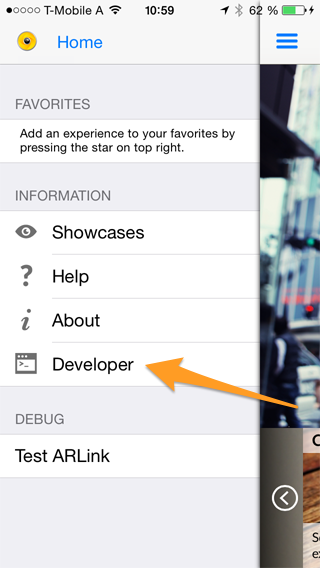 T-Mobile A 10:59 62 %
Home
FAVORITES
Add an experience to your favorites by
pressing the star on top right.
INFORMATION
Showcases
Help
About
Developer
DEBUG
Test ARLink